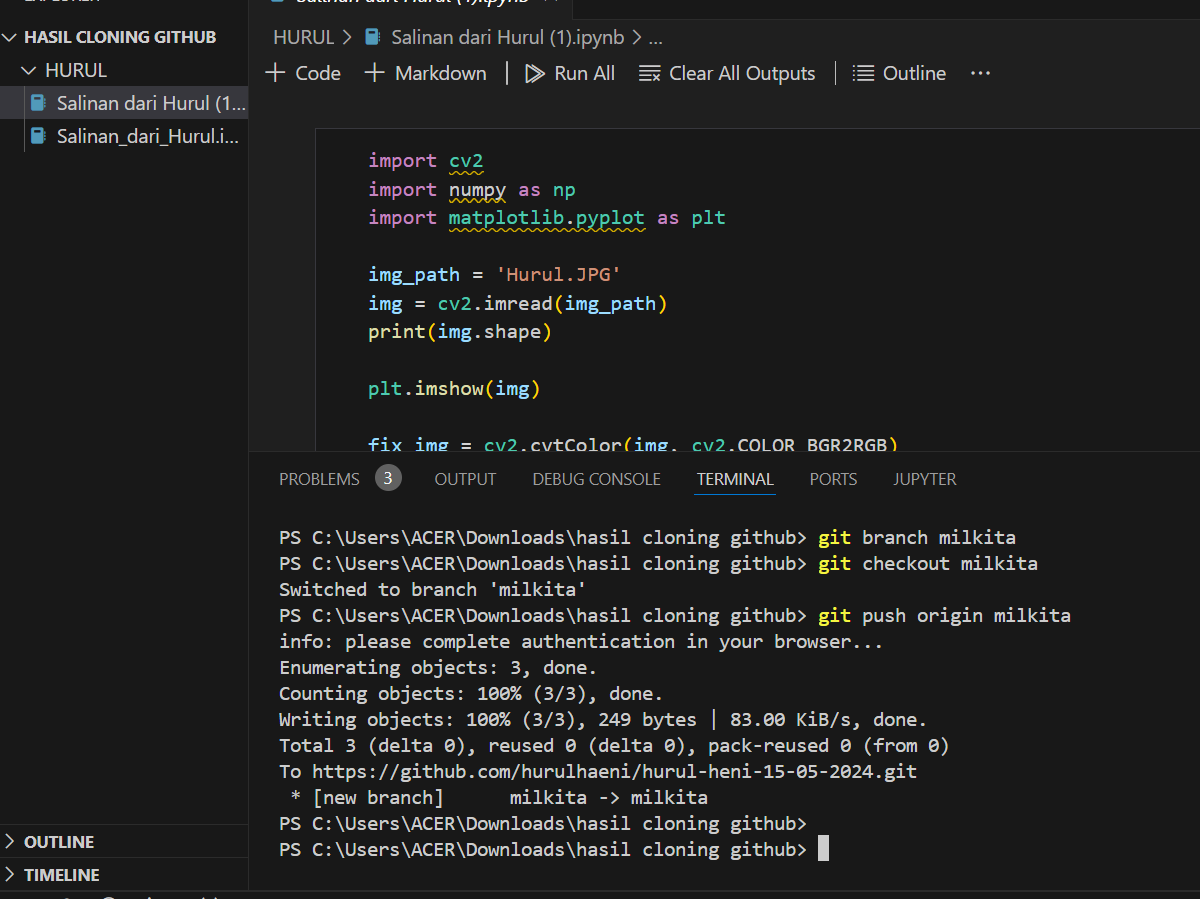 HASIL CLONING GITHUB
HURUL
Salinan dari Hurul (1...
Salinan_dari_Hurul.i...
OUTLINE
TIMELINE
HURUL > Salinan dari Hurul (1).ipynb > ...
+ Code + Markdown | Run All Clear All Outputs | Outline ...
import cv2
import numpy as np
import matplotlib.pyplot as plt
img_path = 'Hurul.JPG'
img = cv2.imread(img_path)
print(img.shape)
plt.imshow(img)
fix_img = cv2.cvtColor(img, cv2.COLOR_BGR2RGB)
PROBLEMS 3 OUTPUT DEBUG CONSOLE TERMINAL PORTS JUPYTER
PS C:\Users\ACER\Downloads\hasil cloning github> git branch milkita
PS C:\Users\ACER\Downloads\hasil cloning github> git checkout milkita
Switched to branch 'milkita'
PS C:\Users\ACER\Downloads\hasil cloning github> git push origin milkita
info: please complete authentication in your browser...
Enumerating objects: 3, done.
Counting objects: 100% (3/3), done.
Writing objects: 100% (3/3), 249 bytes | 83.00 KiB/s, done.
Total 3 (delta 0), reused 0 (delta 0), pack-reused 0 (from 0)
To https://github.com/hurulhaeni/hurul-heni-15-05-2024.git
* [new branch] milkita -> milkita
PS C:\Users\ACER\Downloads\hasil cloning github>
PS C:\Users\ACER\Downloads\hasil cloning github>